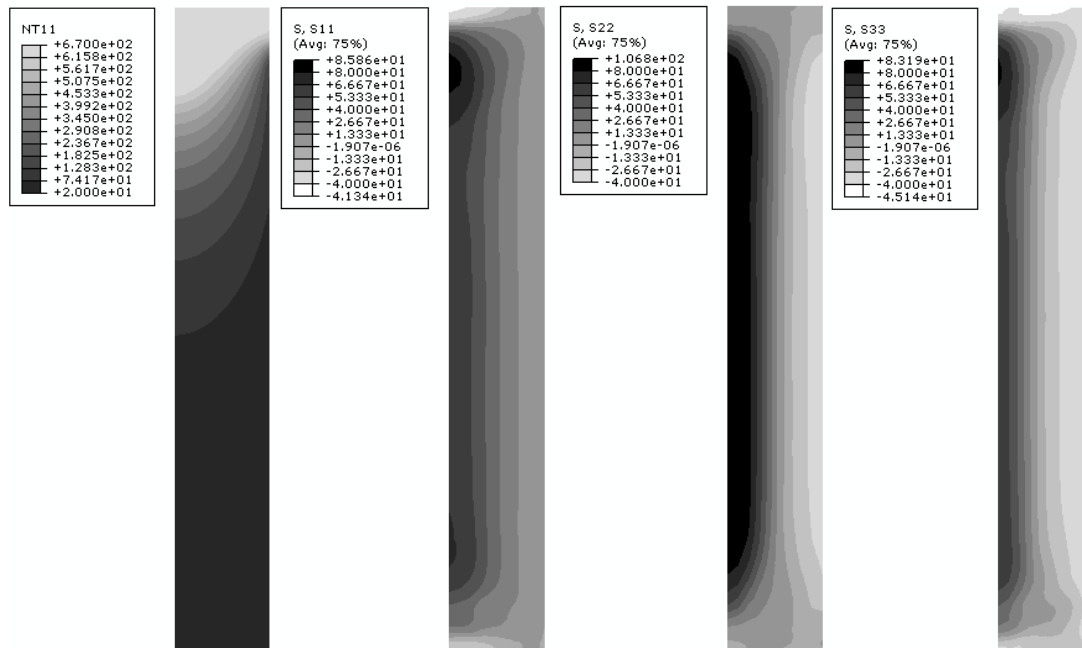 NT11
+6.700e+02
+6.158e+02
+5.617e+02
+5.075e+02
+4.533e+02
+3.992e+02
+3.450e+02
+2.908e+02
+2.367e+02
+1.825e+02
+1.283e+02
+7.417e+01
+2.000e+01
S, S11
(Avg: 75%)
+8.586e+01
+8.000e+01
+6.667e+01
+5.333e+01
+4.000e+01
+2.667e+01
+1.333e+01
-1.907e-06
-1.333e+01
-2.667e+01
-4.000e+01
-4.134e+01
S, S22
(Avg: 75%)
+1.068e+02
+8.000e+01
+6.667e+01
+5.333e+01
+4.000e+01
+2.667e+01
+1.333e+01
-1.907e-06
-1.333e+01
-2.667e+01
-4.000e+01
S, S33
(Avg: 75%)
+8.319e+01
+8.000e+01
+6.667e+01
+5.333e+01
+4.000e+01
+2.667e+01
+1.333e+01
-1.907e-06
-1.333e+01
-2.667e+01
-4.000e+01
-4.514e+01